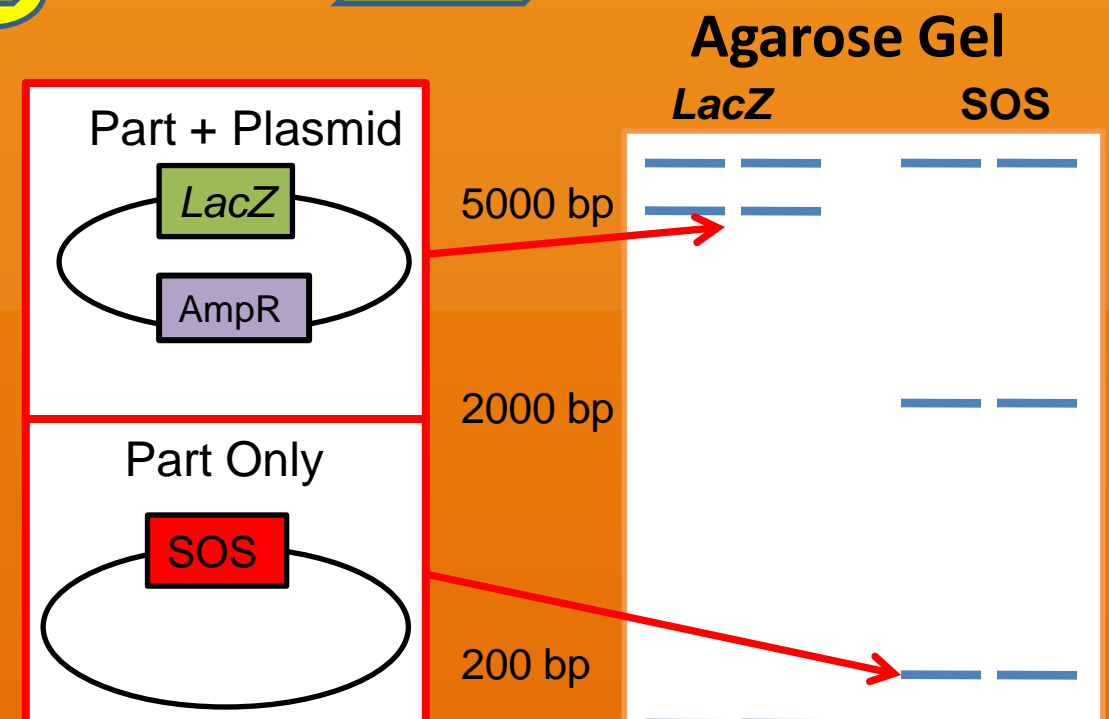 Agarose Gel
LacZ SOS
Part + Plasmid
LacZ
AmpR
5000 bp
2000 bp
Part Only
SOS
200 bp